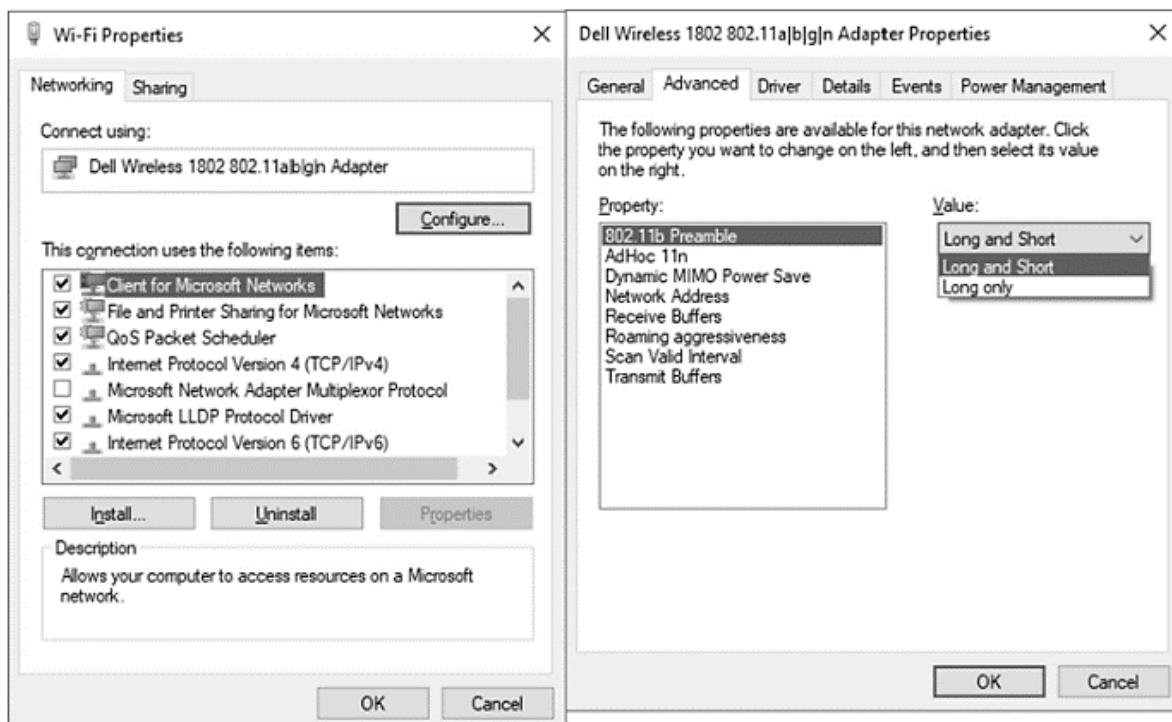 Wi-Fi Properties
Networking
Sharing
Connect using:
Dell Wireless 1802 802.11a|b|g|n Adapter
Configure...
This connection uses the following items:
Client for Microsoft Networks
File and Printer Sharing for Microsoft Networks
QoS Packet Scheduler
Internet Protocol Version 4 (TCP/IPv4)
Microsoft Network Adapter Multiplexor Protocol
Microsoft LLDP Protocol Driver
Internet Protocol Version 6 (TCP/IPv6)
Install...
Uninstall
Properties
Description
Allows your computer to access resources on a Microsoft
network.
OK
Cancel
Dell Wireless 1802 802.11a|b|g|n Adapter Properties
General
Advanced
Driver
Details
Events
Power Management
The following properties are available for this network adapter. Click
the property you want to change on the left, and then select its value
on the right.
Property:
802.11b Preamble
AdHoc 11n
Dynamic MIMO Power Save
Network Address
Receive Buffers
Roaming aggressiveness
Scan Valid Interval
Transmit Buffers
Value:
Long and Short
Long and Short
Long only
OK
Cancel